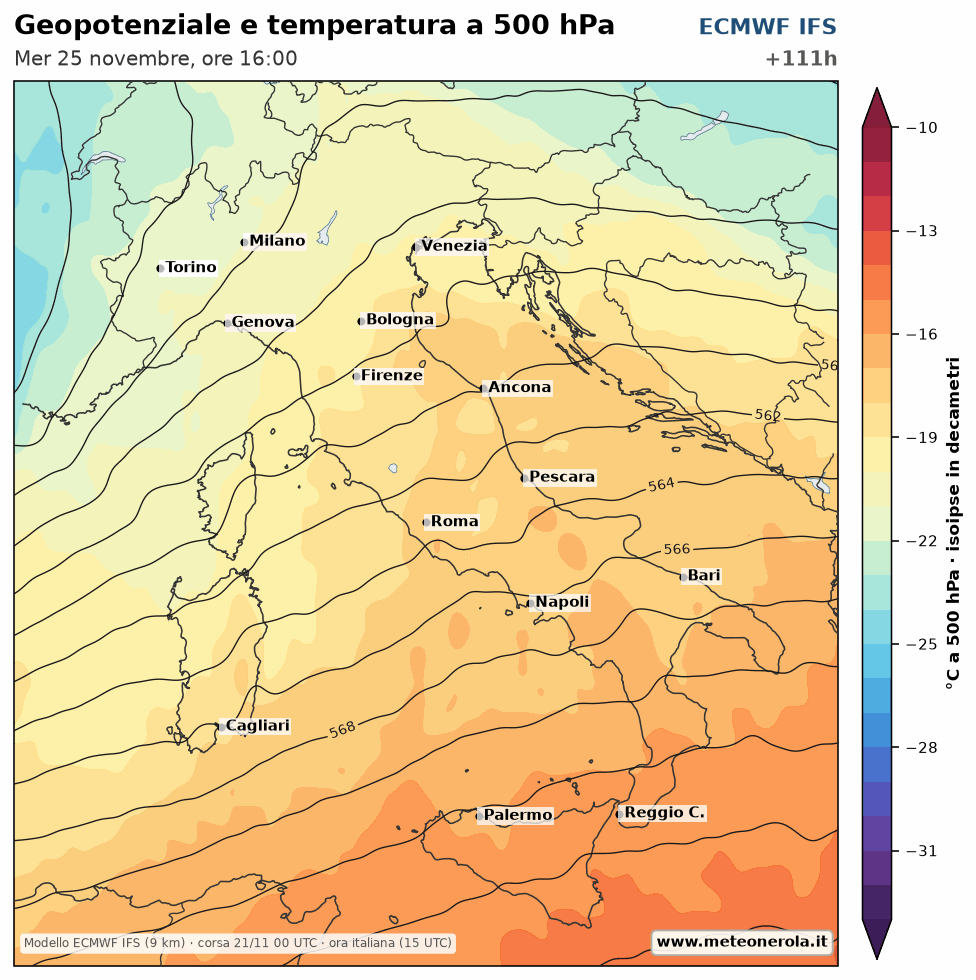 Geopotenziale e temperatura a 500 hPa
ECMWF IFS
Mer 25 novembre, ore 16:00
+111h
Milano
Venezia
Torino
Genova
Bologna
Firenze
Ancona
56
562
Pescara
564
Roma
566
Bari
Napoli
Cagliari
568
Palermo
Reggio C.
−10
−13
−16
−19
−22
−25
−28
−31
°C a 500 hPa · isoipse in decametri
Modello ECMWF IFS (9 km) · corsa 21/11 00 UTC · ora italiana (15 UTC)
www.meteonerola.it